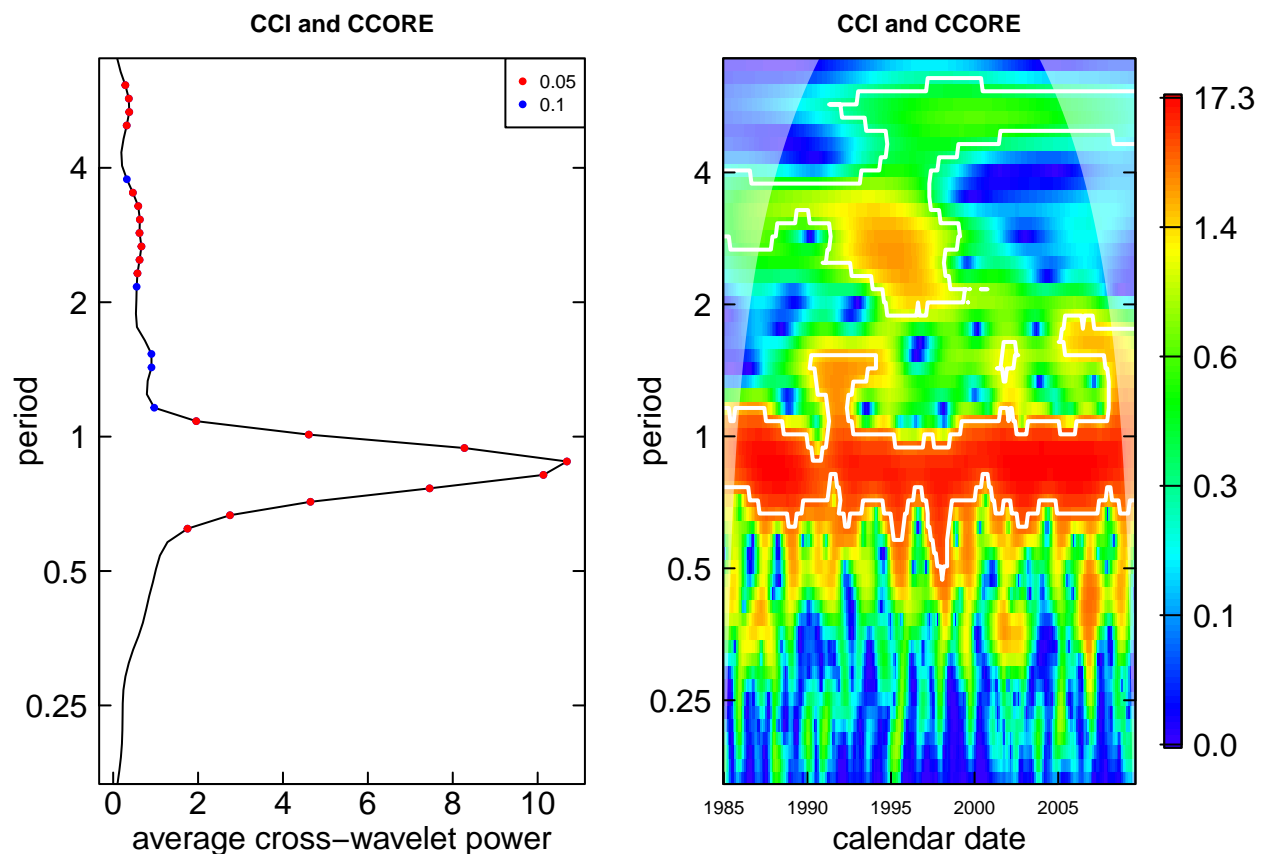 CCI and CCORE
0.05
0.1
4
2
1
0.5
0.25
period
0 2 4 6 8 10
average cross−wavelet power
CCI and CCORE
4
2
1
0.5
0.25
period
1985 1990 1995 2000 2005
calendar date
17.3
1.4
0.6
0.3
0.1
0.0